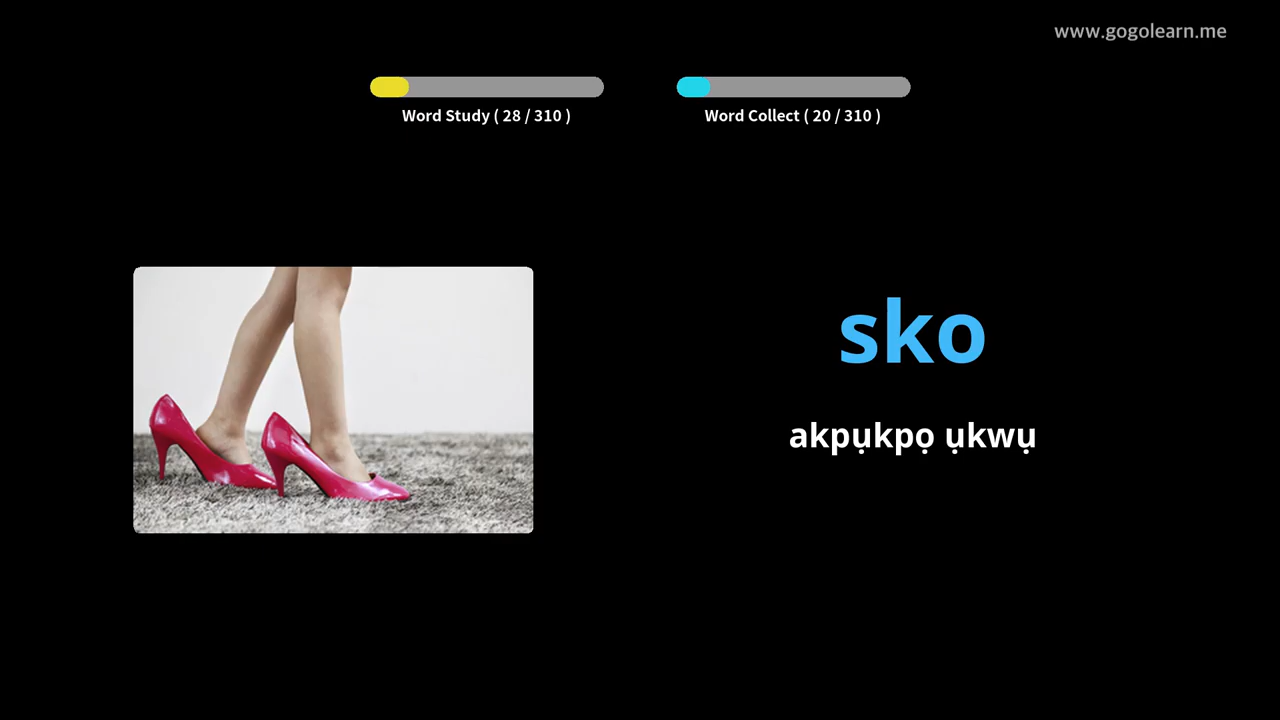 www.gogolearn.me
Word Study ( 28 / 310 )
Word Collect ( 20 / 310 )
sko
akpụkpọ ụkwụ